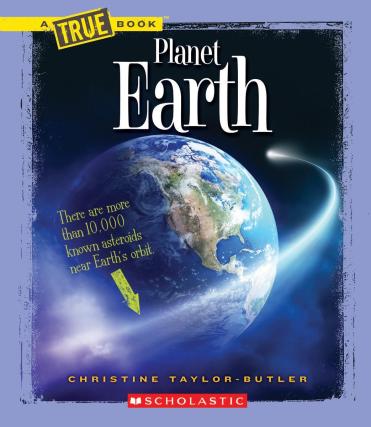 A TRUE BOOK
Planet
Earth
There are more
than 10,000
known asteroids
near Earth's orbit
CHRISTINE TAYLOR-BUTLER
SCHOLASTIC